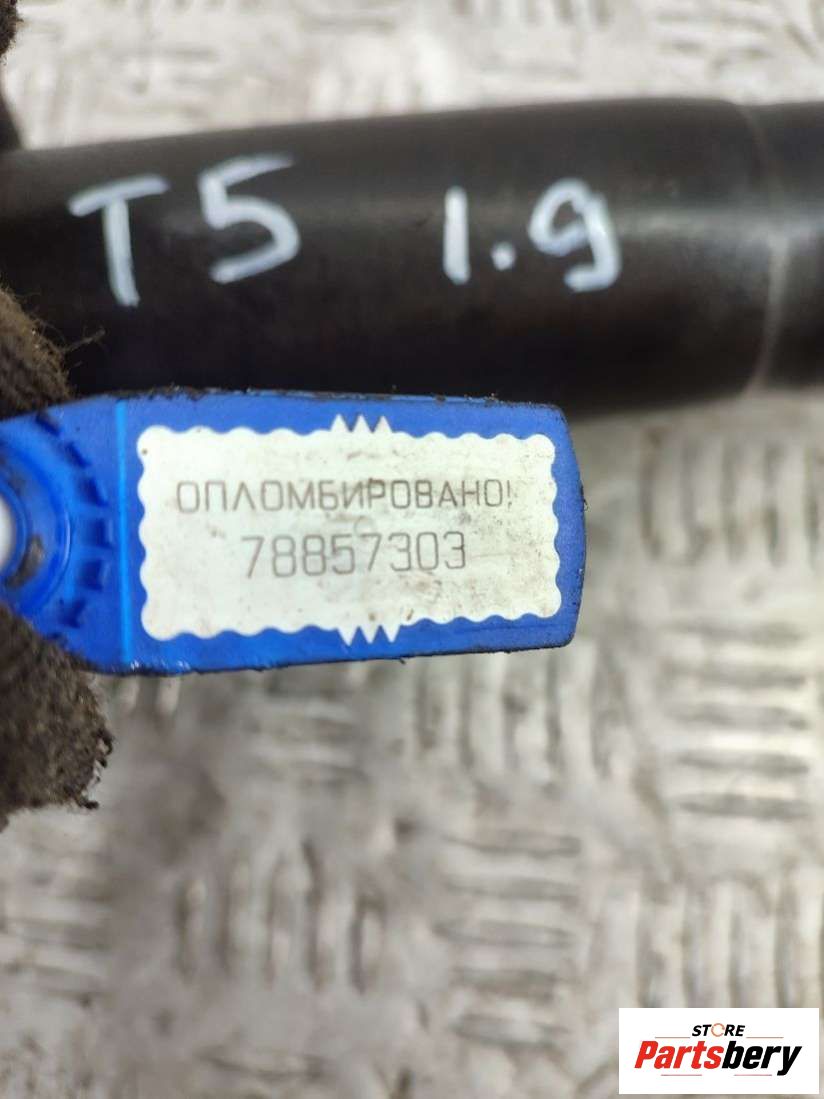 T5 1.9
ОПЛОМБИРОВАНО!
78857303
STORE
Partsbery